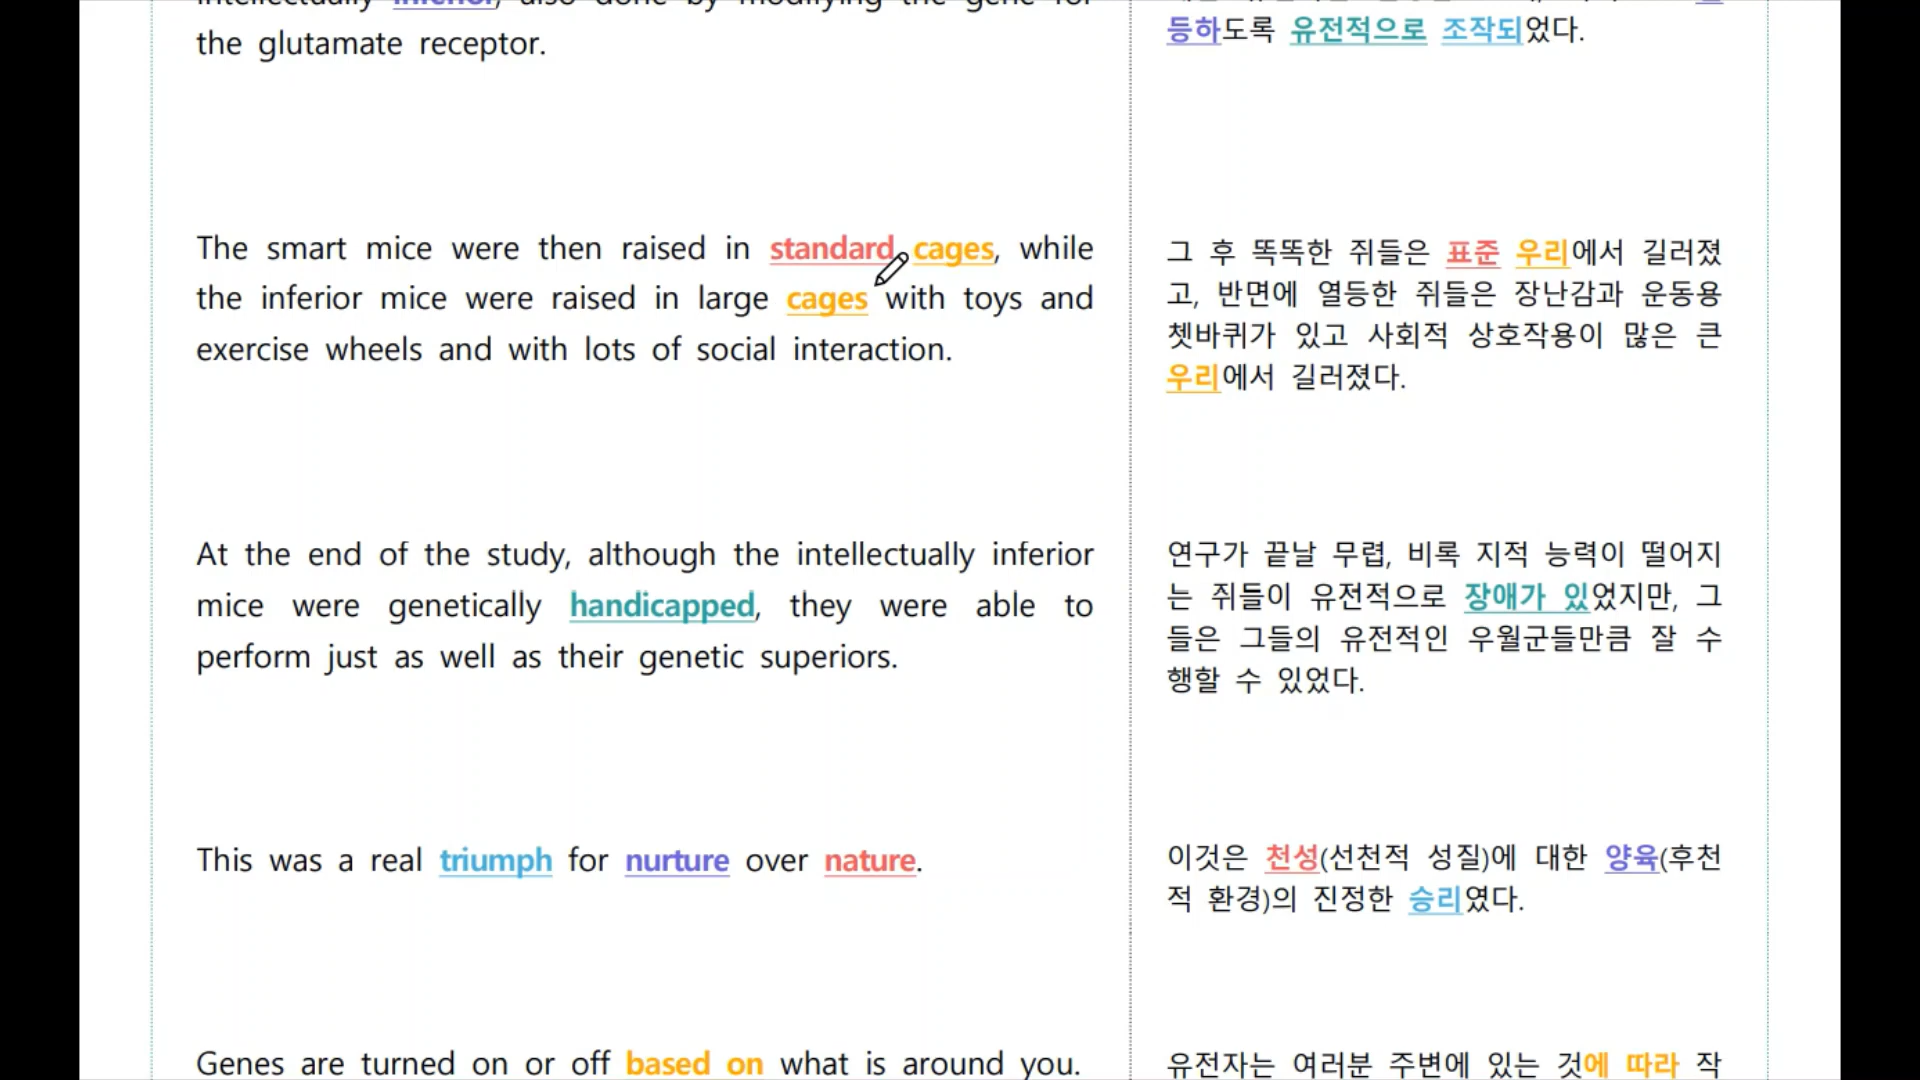 intellectually inferior, also done by modifying the gene for
the glutamate receptor.
등하도록 유전적으로 조작되었다.
The smart mice were then raised in standard cages, while
the inferior mice were raised in large cages with toys and
exercise wheels and with lots of social interaction.
그 후 똑똑한 쥐들은 표준 우리에서 길러졌
고, 반면에 열등한 쥐들은 장난감과 운동용
쳇바퀴가 있고 사회적 상호작용이 많은 큰
우리에서 길러졌다.
At the end of the study, although the intellectually inferior
mice were genetically handicapped, they were able to
perform just as well as their genetic superiors.
연구가 끝날 무렵, 비록 지적 능력이 떨어지
는 쥐들이 유전적으로 장애가 있었지만, 그
들은 그들의 유전적인 우월군들만큼 잘 수
행할 수 있었다.
This was a real triumph for nurture over nature.
이것은 천성(선천적 성질)에 대한 양육(후천
적 환경)의 진정한 승리였다.
Genes are turned on or off based on what is around you.
유전자는 여러분 주변에 있는 것에 따라 작